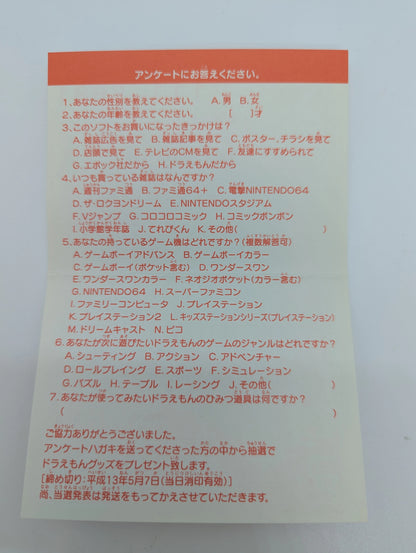 アンケートにお答えください。
1、あなたの性別を教えてください。 A.男 B.女
2、あなたの年齢を教えてください。 [ ]才
3、このソフトをお買いになったきっかけは?
A.雑誌広告を見て B.雑誌記事を見て C.ポスター、チラシを見て
D.店頭で見て E.テレビのCMを見て F.友達にすすめられて
G.エポック社だから H.ドラえもんだから
4、いつも買っている雑誌はなんですか?
A.週刊ファミ通 B.ファミ通64+ C.電撃NINTENDO64
D.ザ・ロクヨンドリーム E.NINTENDOスタジアム
F.Vジャンプ G.コロコロコミック H.コミックボンボン
I.小学館学年誌 J.てれびくん K.その他( )
5、あなたの持っているゲーム機はどれですか?(複数解答可)
A.ゲームボーイアドバンス B.ゲームボーイカラー
C.ゲームボーイ(ポケット含む) D.ワンダースワン
E.ワンダースワンカラー F.ネオジオポケット(カラー含む)
G.NINTENDO64 H.スーパーファミコン
I.ファミリーコンピュータ J.プレイステーション
K.プレイステーション2 L.キッズステーションシリーズ(プレイステーション)
M.ドリームキャスト N.ピコ
6、あなたが次に遊びたいドラえもんのゲームのジャンルはどれですか?
A.シューティング B.アクション C.アドベンチャー
D.ロールプレイング E.スポーツ F.シミュレーション
G.パズル H.テーブル I.レーシング J.その他( )
7、あなたが使ってみたいドラえもんのひみつ道具は何ですか?
( )
ご協力ありがとうございました。
アンケートハガキを送ってくださった方の中から抽選で
ドラえもんグッズをプレゼント致します。
[締め切り:平成13年5月7日(当日消印有効)]
尚、当選発表は発送をもってかえさせていただきます。